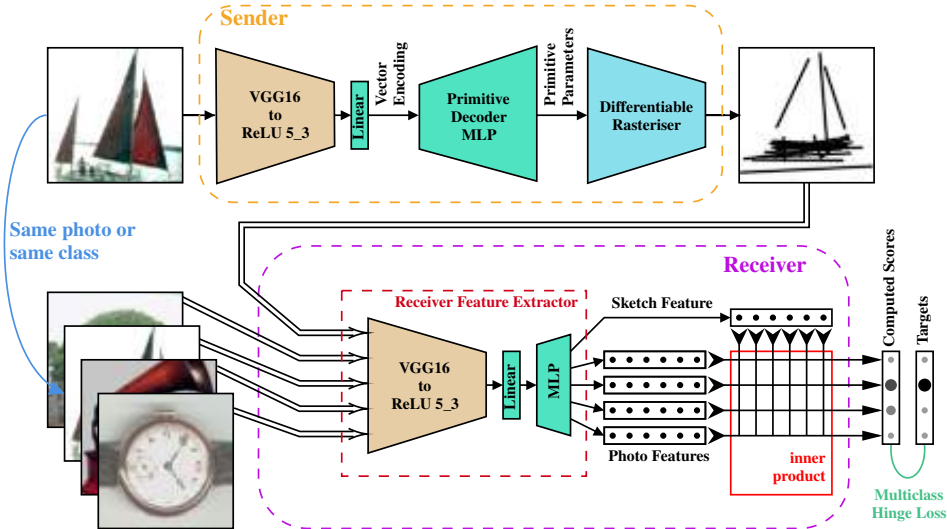 Sender
VGG16
to
ReLU 5_3
Linear
Vector
Encoding
Primitive
Decoder
MLP
Primitive
Parameters
Differentiable
Rasteriser
Same photo or
same class
Receiver
Receiver Feature Extractor
VGG16
to
ReLU 5_3
Linear
MLP
Sketch Feature
Photo Features
inner
product
Computed Scores
Targets
Multiclass
Hinge Loss